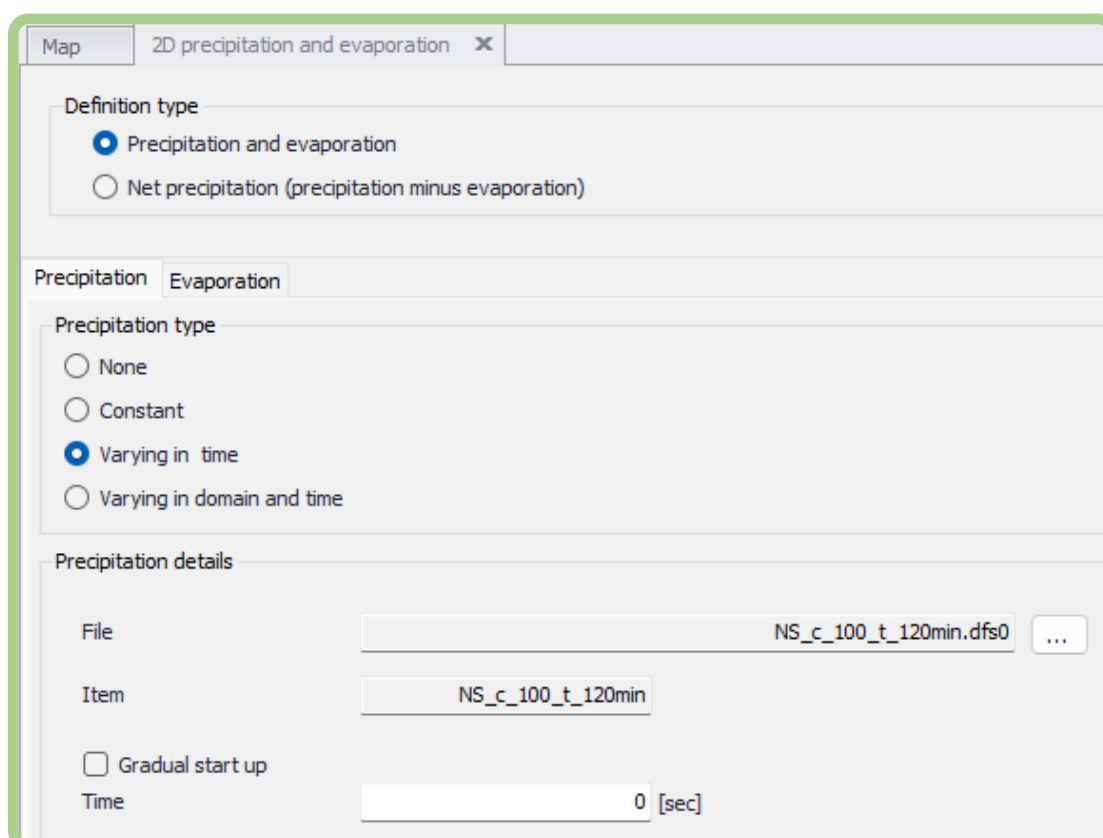 Map 2D precipitation and evaporation X
Definition type
Precipitation and evaporation
Net precipitation (precipitation minus evaporation)
Precipitation Evaporation
Precipitation type
None
Constant
Varying in  time
Varying in domain and time
Precipitation details
File NS_c_100_t_120min.dfs0 ...
Item NS_c_100_t_120min
Gradual start up
Time 0 [sec]